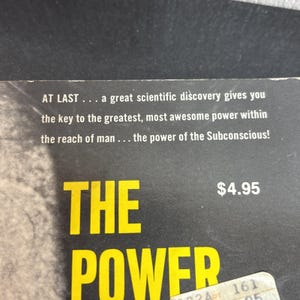 AT LAST . . . a great scientific discovery gives you
the key to the greatest, most awesome power within
the reach of man . . . the power of the Subconscious!
THE
$4.95
POWER
161